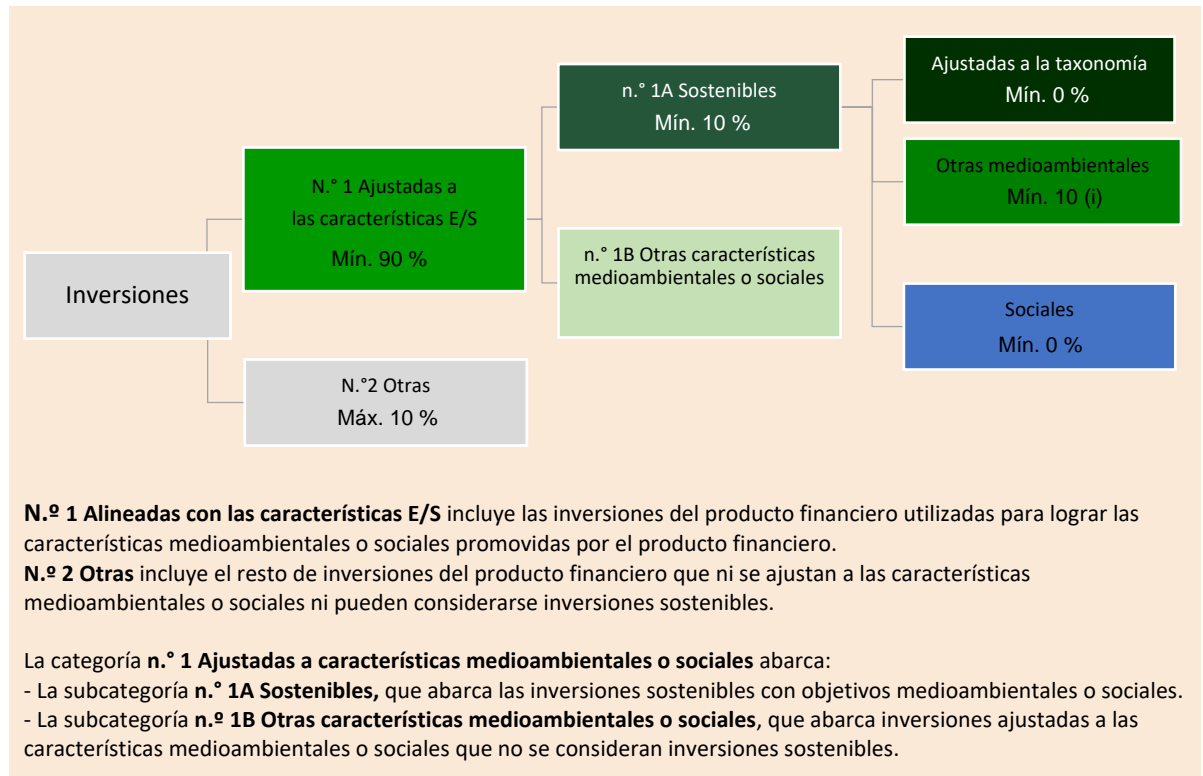 Inversiones
N.° 1 Ajustadas a
las características E/S
Mín. 90 %
N.°2 Otras
Máx. 10 %
n.° 1A Sostenibles
Mín. 10 %
n.° 1B Otras características
medioambientales o sociales
Ajustadas a la taxonomía
Mín. 0 %
Otras medioambientales
Mín. 10 (i)
Sociales
Mín. 0 %
N.º 1 Alineadas con las características E/S incluye las inversiones del producto financiero utilizadas para lograr las
características medioambientales o sociales promovidas por el producto financiero.
N.º 2 Otras incluye el resto de inversiones del producto financiero que ni se ajustan a las características
medioambientales o sociales ni pueden considerarse inversiones sostenibles.
La categoría n.° 1 Ajustadas a características medioambientales o sociales abarca:
- La subcategoría n.° 1A Sostenibles, que abarca las inversiones sostenibles con objetivos medioambientales o sociales.
- La subcategoría n.º 1B Otras características medioambientales o sociales, que abarca inversiones ajustadas a las
características medioambientales o sociales que no se consideran inversiones sostenibles.